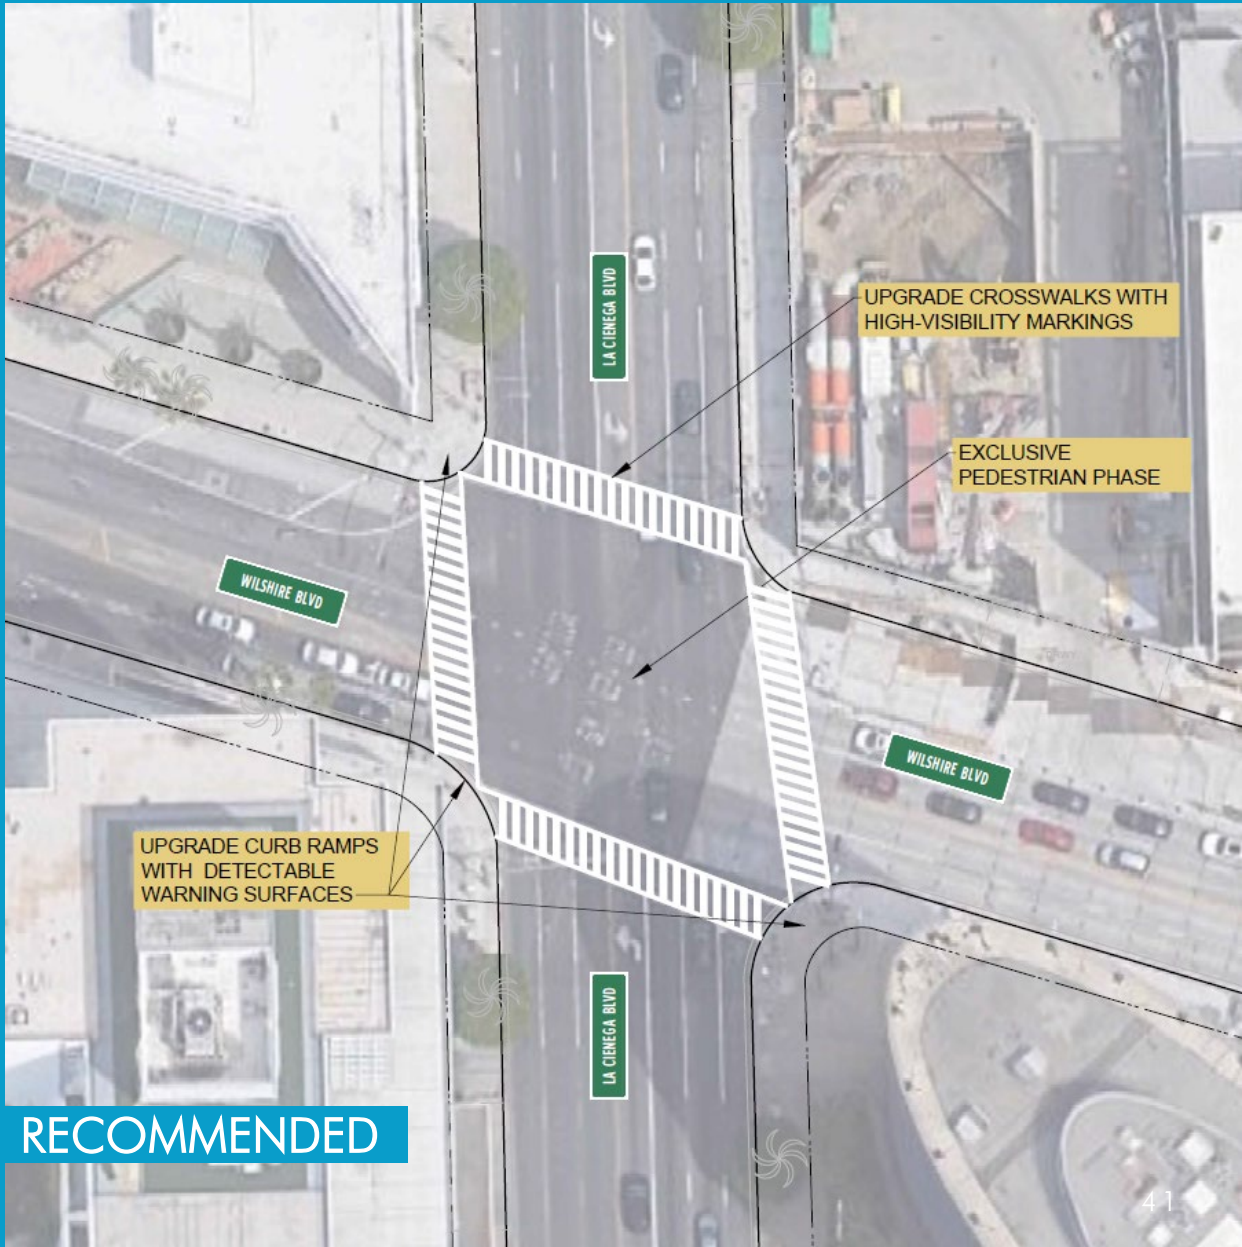 LA CIENEGA BLVD
UPGRADE CROSSWALKS WITH
HIGH-VISIBILITY MARKINGS
EXCLUSIVE
PEDESTRIAN PHASE
WILSHIRE BLVD
WILSHIRE BLVD
UPGRADE CURB RAMPS
WITH DETECTABLE
WARNING SURFACES
LA CIENEGA BLVD
RECOMMENDED
41